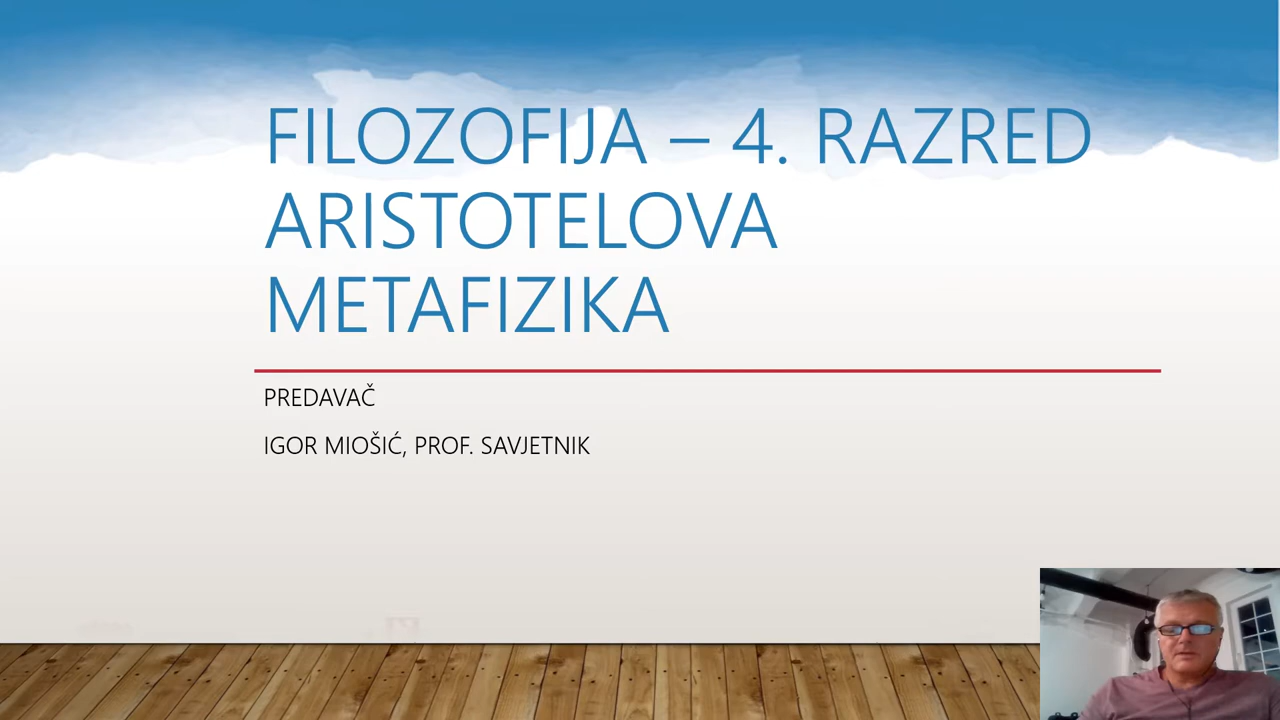 FILOZOFIJA – 4. RAZRED
ARISTOTELOVA
METAFIZIKA
PREDAVAČ
IGOR MIOŠIĆ, PROF. SAVJETNIK